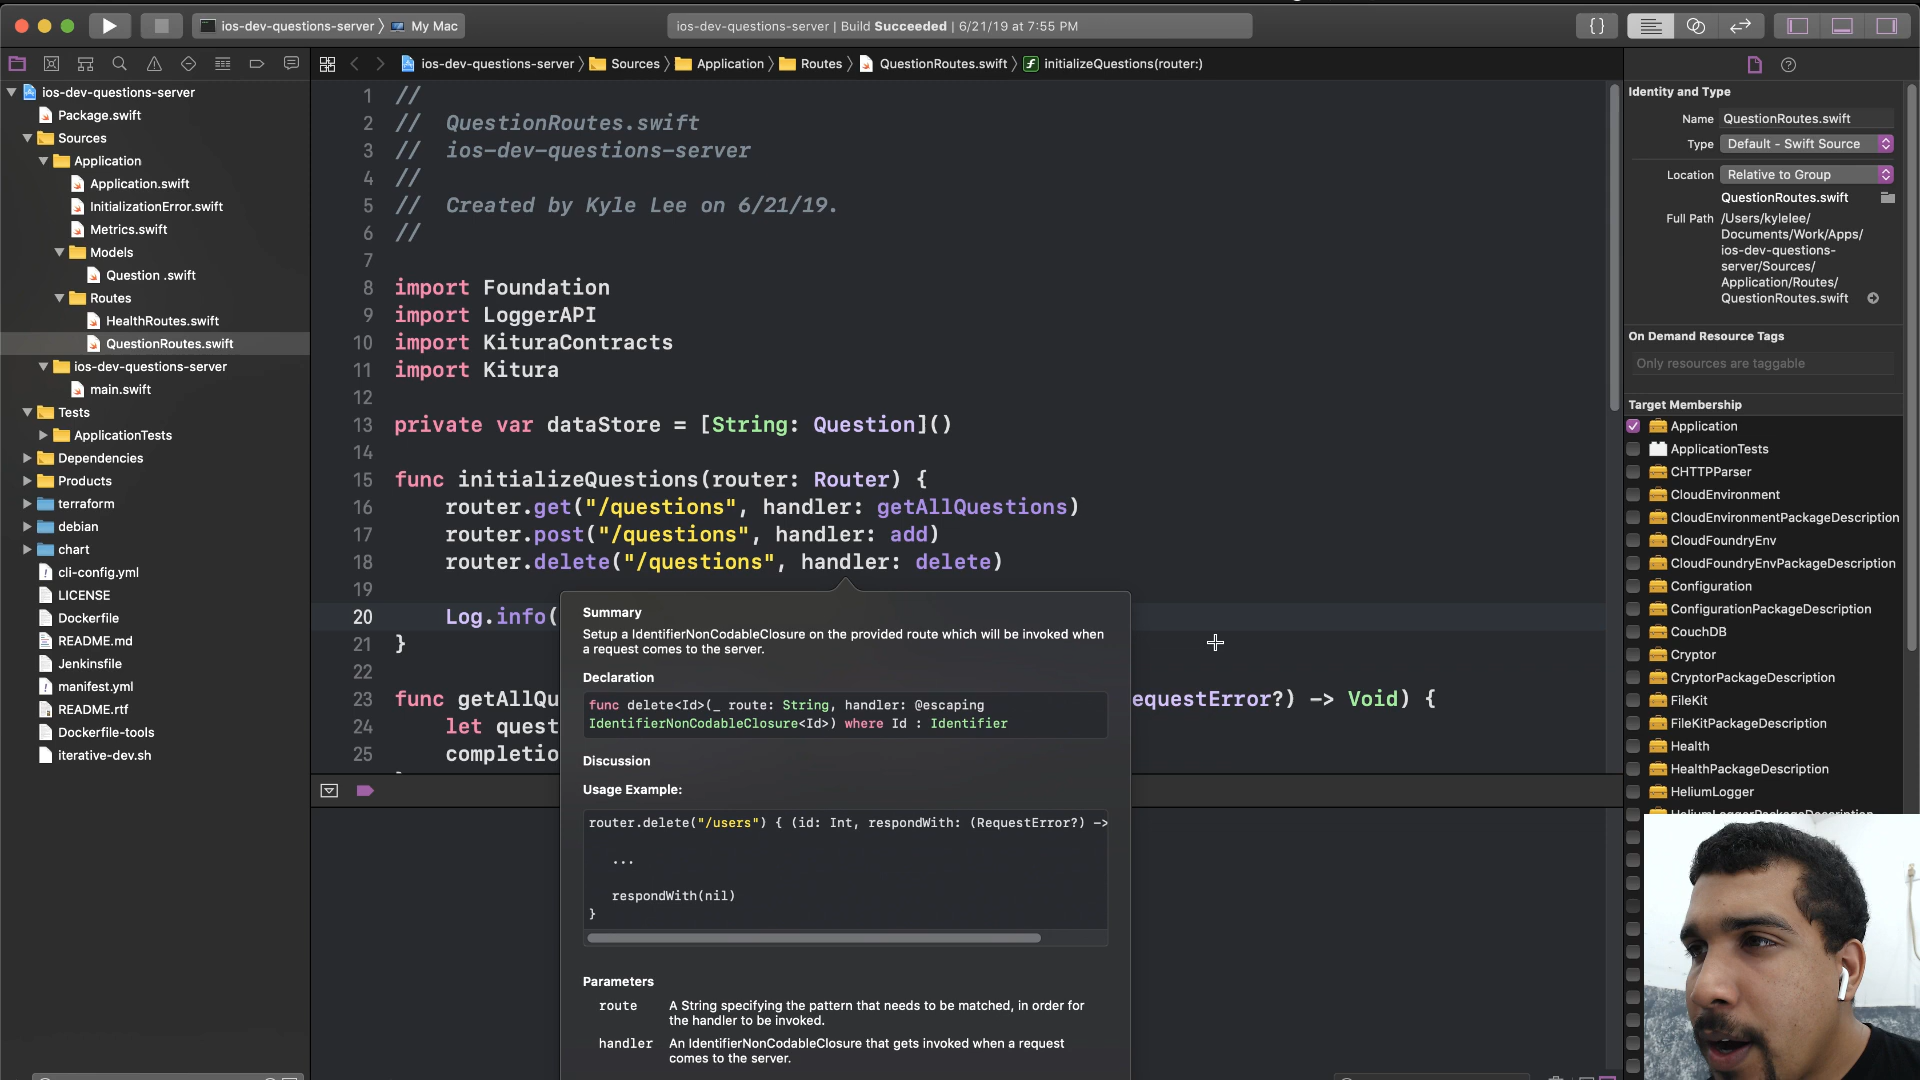 ios-dev-questions-server 〉 My Mac
ios-dev-questions-server | Build Succeeded | 6/21/19 at 7:55 PM
{}
ios-dev-questions-server 〉 Sources 〉 Application 〉 Routes 〉 QuestionRoutes.swift 〉 f initializeQuestions(router:)
ios-dev-questions-server
Package.swift
Sources
Application
Application.swift
InitializationError.swift
Metrics.swift
Models
Question .swift
Routes
HealthRoutes.swift
QuestionRoutes.swift
ios-dev-questions-server
main.swift
Tests
ApplicationTests
Dependencies
Products
terraform
debian
chart
cli-config.yml
LICENSE
Dockerfile
README.md
Jenkinsfile
manifest.yml
README.rtf
Dockerfile-tools
iterative-dev.sh
1 //
2 //  QuestionRoutes.swift
3 //  ios-dev-questions-server
4 //
5 //  Created by Kyle Lee on 6/21/19.
6 //
7
8 import Foundation
9 import LoggerAPI
10 import KituraContracts
11 import Kitura
12
13 private var dataStore = [String: Question]()
14
15 func initializeQuestions(router: Router) {
16     router.get("/questions", handler: getAllQuestions)
17     router.post("/questions", handler: add)
18     router.delete("/questions", handler: delete)
19
20     Log.info(
21 }
22
23 func getAllQu equestError?) -> Void) {
24     let quest
25     completio
Summary
Setup a IdentifierNonCodableClosure on the provided route which will be invoked when
a request comes to the server.
Declaration
func delete<Id>(_ route: String, handler: @escaping
IdentifierNonCodableClosure<Id>) where Id : Identifier
Discussion
Usage Example:
router.delete("/users") { (id: Int, respondWith: (RequestError?) ->
...
respondWith(nil)
}
Parameters
route A String specifying the pattern that needs to be matched, in order for
the handler to be invoked.
handler An IdentifierNonCodableClosure that gets invoked when a request
comes to the server.
Identity and Type
Name QuestionRoutes.swift
Type Default - Swift Source
Location Relative to Group
QuestionRoutes.swift
Full Path /Users/kylelee/
Documents/Work/Apps/
ios-dev-questions-
server/Sources/
Application/Routes/
QuestionRoutes.swift
On Demand Resource Tags
Only resources are taggable
Target Membership
Application
ApplicationTests
CHTTPParser
CloudEnvironment
CloudEnvironmentPackageDescription
CloudFoundryEnv
CloudFoundryEnvPackageDescription
Configuration
ConfigurationPackageDescription
CouchDB
Cryptor
CryptorPackageDescription
FileKit
FileKitPackageDescription
Health
HealthPackageDescription
HeliumLogger